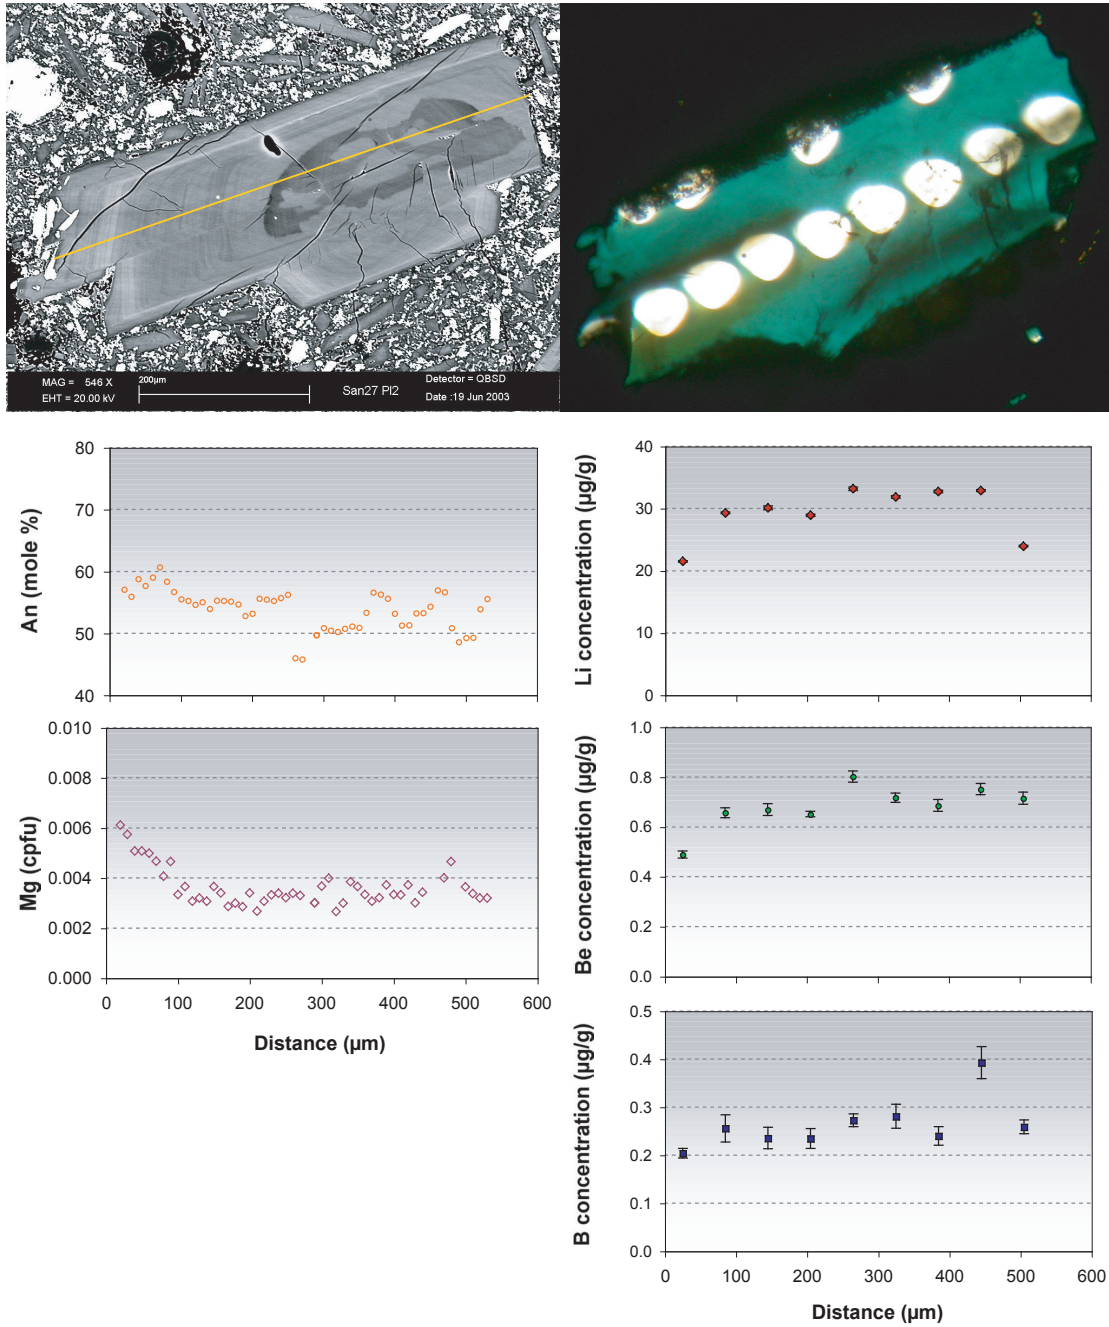 MAG = 546 X
EHT = 20.00 kV
200µm
San27 Pl2
Detector = QBSD
Date :19 Jun 2003
An (mole %)
80
70
60
50
40
Mg (cpfu)
0.010
0.008
0.006
0.004
0.002
0.000
0 100 200 300 400 500 600
Distance (µm)
Li concentration (µg/g)
40
30
20
10
0
Be concentration (µg/g)
1.0
0.8
0.6
0.4
0.2
0.0
B concentration (µg/g)
0.5
0.4
0.3
0.2
0.1
0.0
0 100 200 300 400 500 600
Distance (µm)